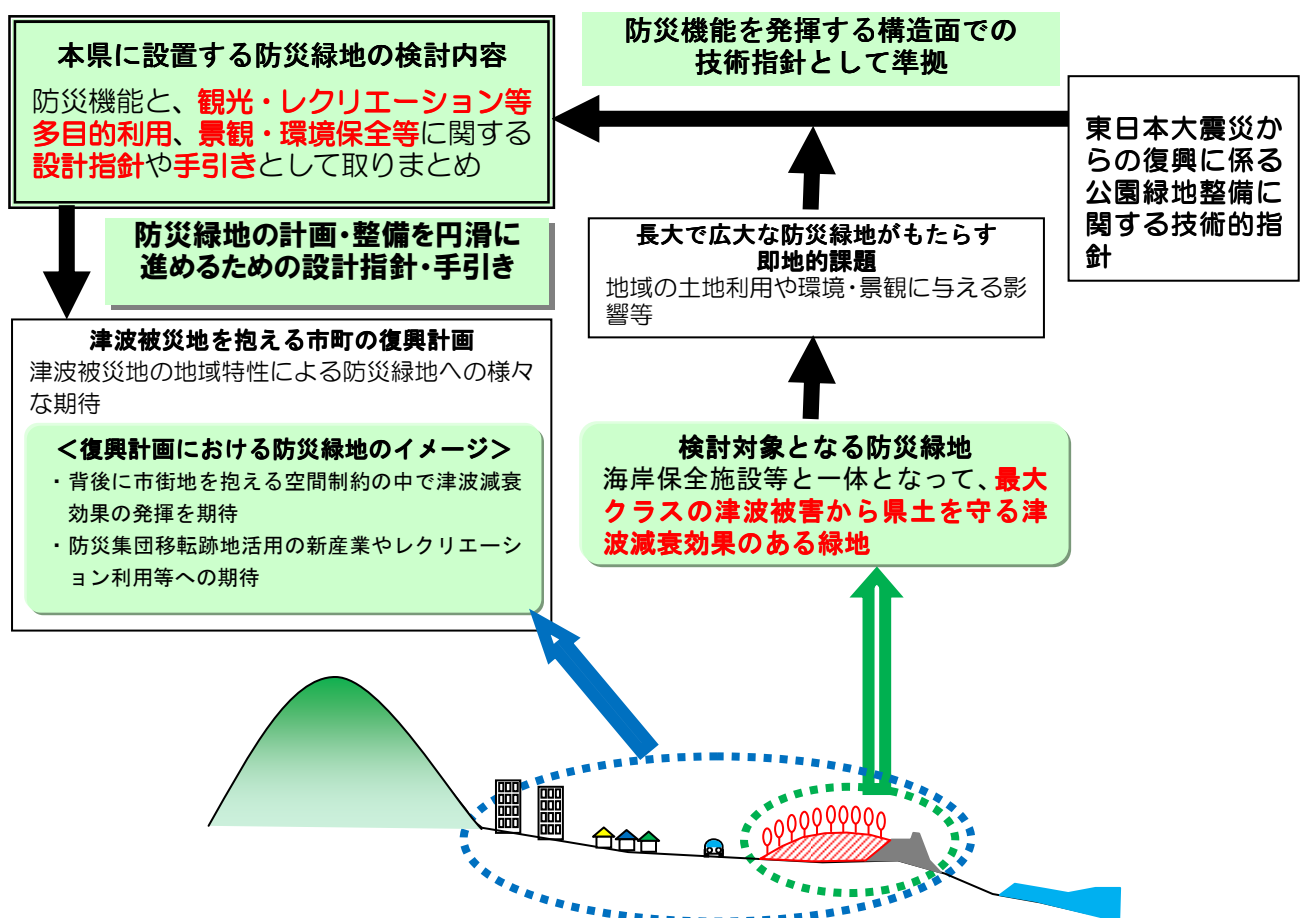 本県に設置する防災緑地の検討内容
防災機能と、観光・レクリエーション等
多目的利用、景観・環境保全等に関する
設計指針や手引きとして取りまとめ
防災機能を発揮する構造面での
技術指針として準拠
東日本大震災か
らの復興に係る
公園緑地整備に
関する技術的指
針
防災緑地の計画・整備を円滑に
進めるための設計指針・手引き
長大で広大な防災緑地がもたらす
即地的課題
地域の土地利用や環境・景観に与える影
響等
津波被災地を抱える市町の復興計画
津波被災地の地域特性による防災緑地への様々
な期待
＜復興計画における防災緑地のイメージ＞
・背後に市街地を抱える空間制約の中で津波減衰
効果の発揮を期待
・防災集団移転跡地活用の新産業やレクリエーシ
ョン利用等への期待
検討対象となる防災緑地
海岸保全施設等と一体となって、最大
クラスの津波被害から県土を守る津
波減衰効果のある緑地